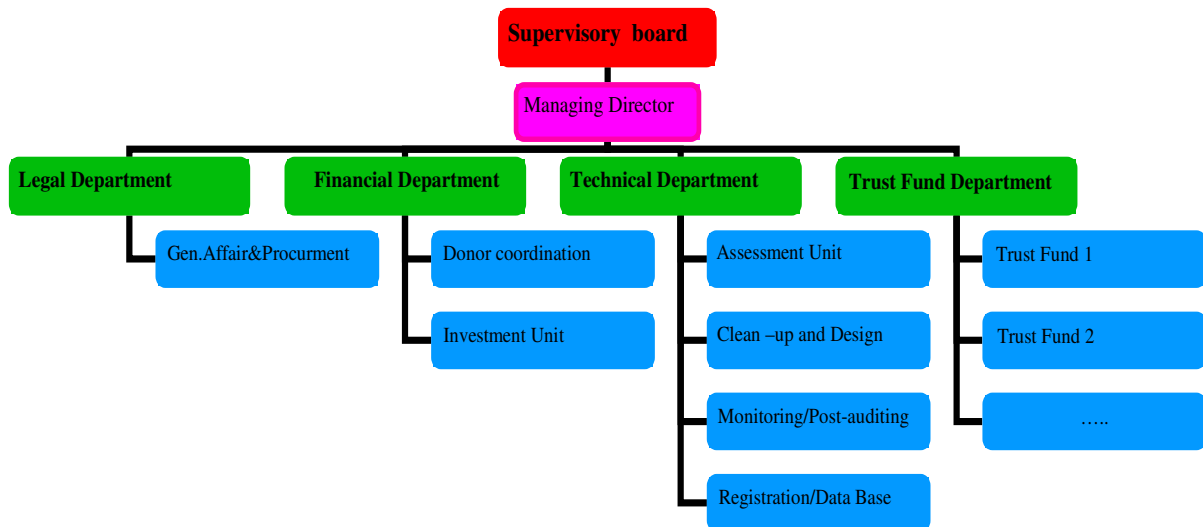 Supervisory board
Managing Director
Legal Department
Financial Department
Technical Department
Trust Fund Department
Gen.Affair&Procurment
Donor coordination
Assessment Unit
Trust Fund 1
Investment Unit
Clean –up and Design
Trust Fund 2
Monitoring/Post-auditing
…..
Registration/Data Base